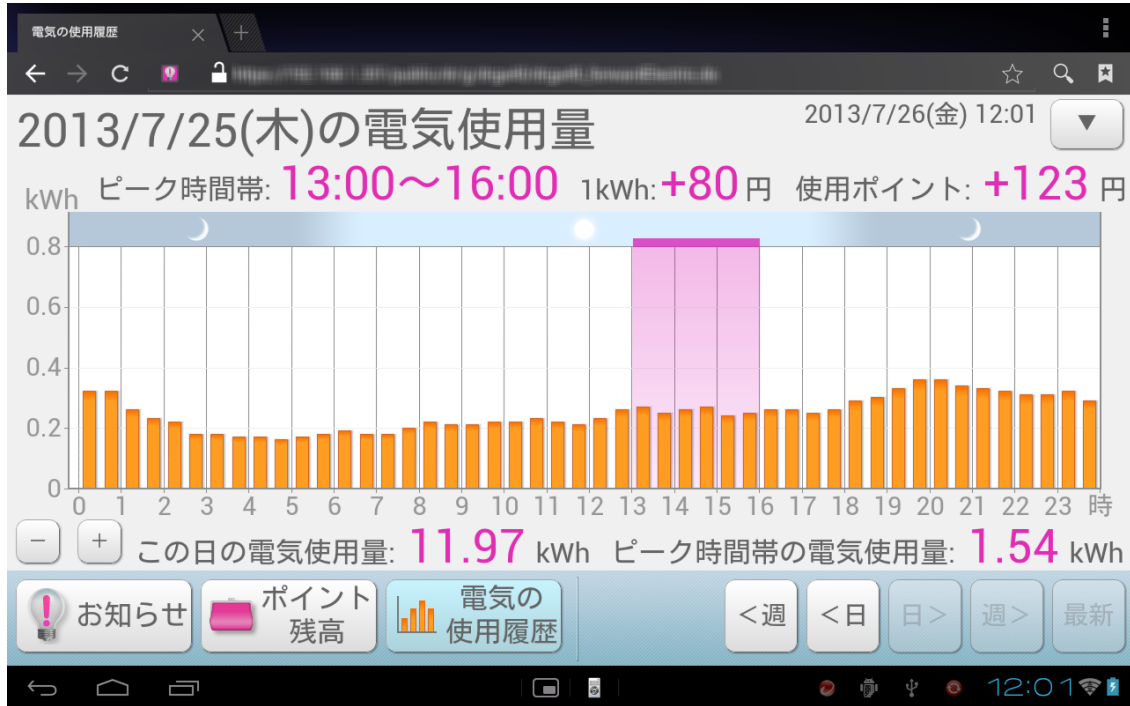 電気の使用履歴
2013/7/25(木)の電気使用量
2013/7/26(金) 12:01
▼
kWh
ピーク時間帯: 13:00～16:00 1kWh:+80 円 使用ポイント: +123 円
0.8
0.6
0.4
0.2
0
0 1 2 3 4 5 6 7 8 9 10 11 12 13 14 15 16 17 18 19 20 21 22 23 時
− + この日の電気使用量: 11.97 kWh ピーク時間帯の電気使用量: 1.54 kWh
お知らせ
ポイント
残高
電気の
使用履歴
<週
<日
日>
週>
最新
12:01